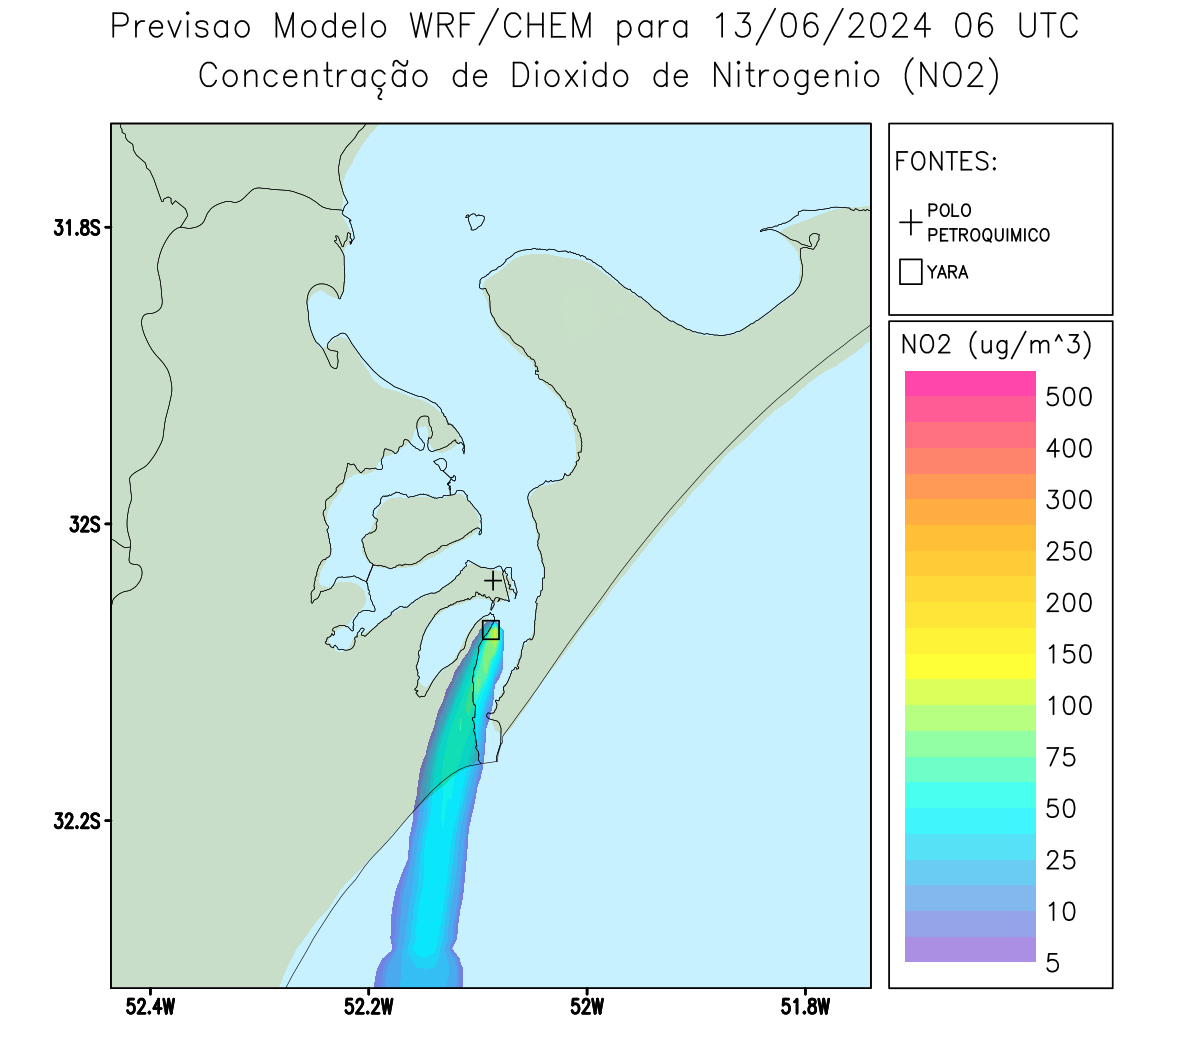 Previsao Modelo WRF/CHEM para 13/06/2024 06 UTC
Concentração de Dioxido de Nitrogenio (NO2)
31.8S
32S
32.2S
52.4W
52.2W
52W
51.8W
FONTES:
POLO
PETROQUIMICO
YARA
NO2 (ug/m^3)
500
400
300
250
200
150
100
75
50
25
10
5